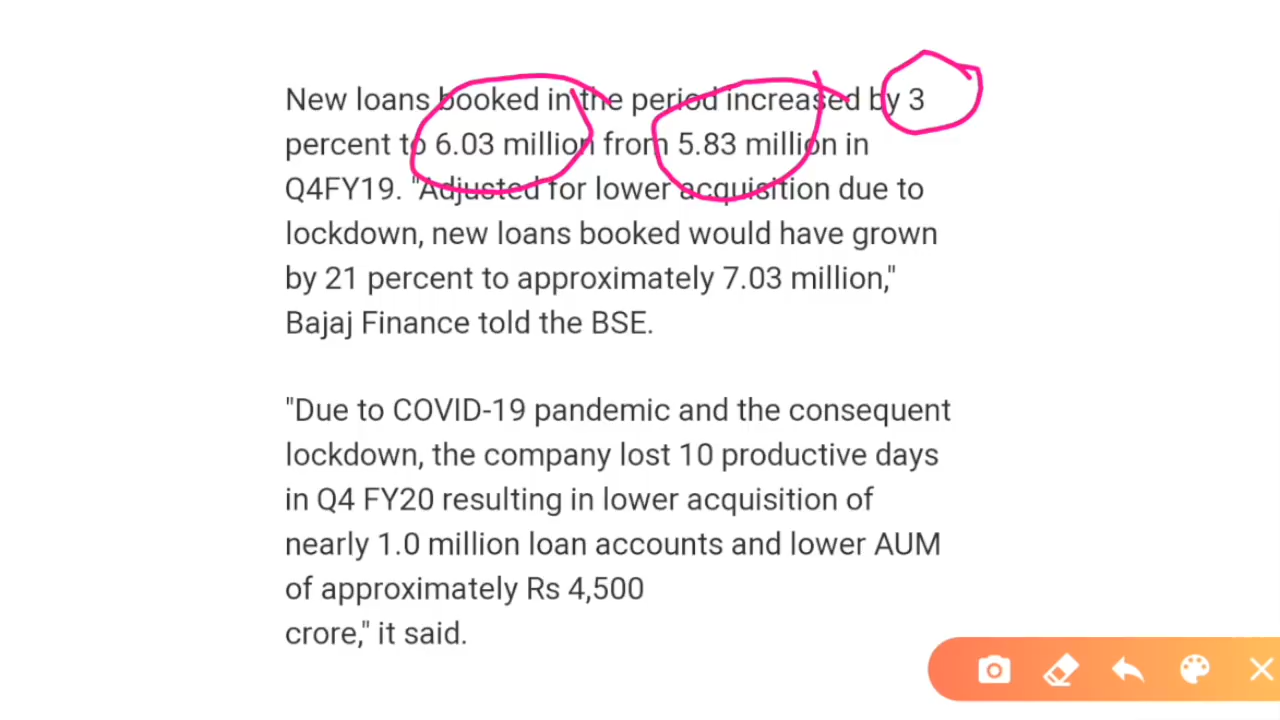 New loans booked in the period increased by 3
percent to 6.03 million from 5.83 million in
Q4FY19. "Adjusted for lower acquisition due to
lockdown, new loans booked would have grown
by 21 percent to approximately 7.03 million,"
Bajaj Finance told the BSE.
"Due to COVID-19 pandemic and the consequent
lockdown, the company lost 10 productive days
in Q4 FY20 resulting in lower acquisition of
nearly 1.0 million loan accounts and lower AUM
of approximately Rs 4,500
crore," it said.